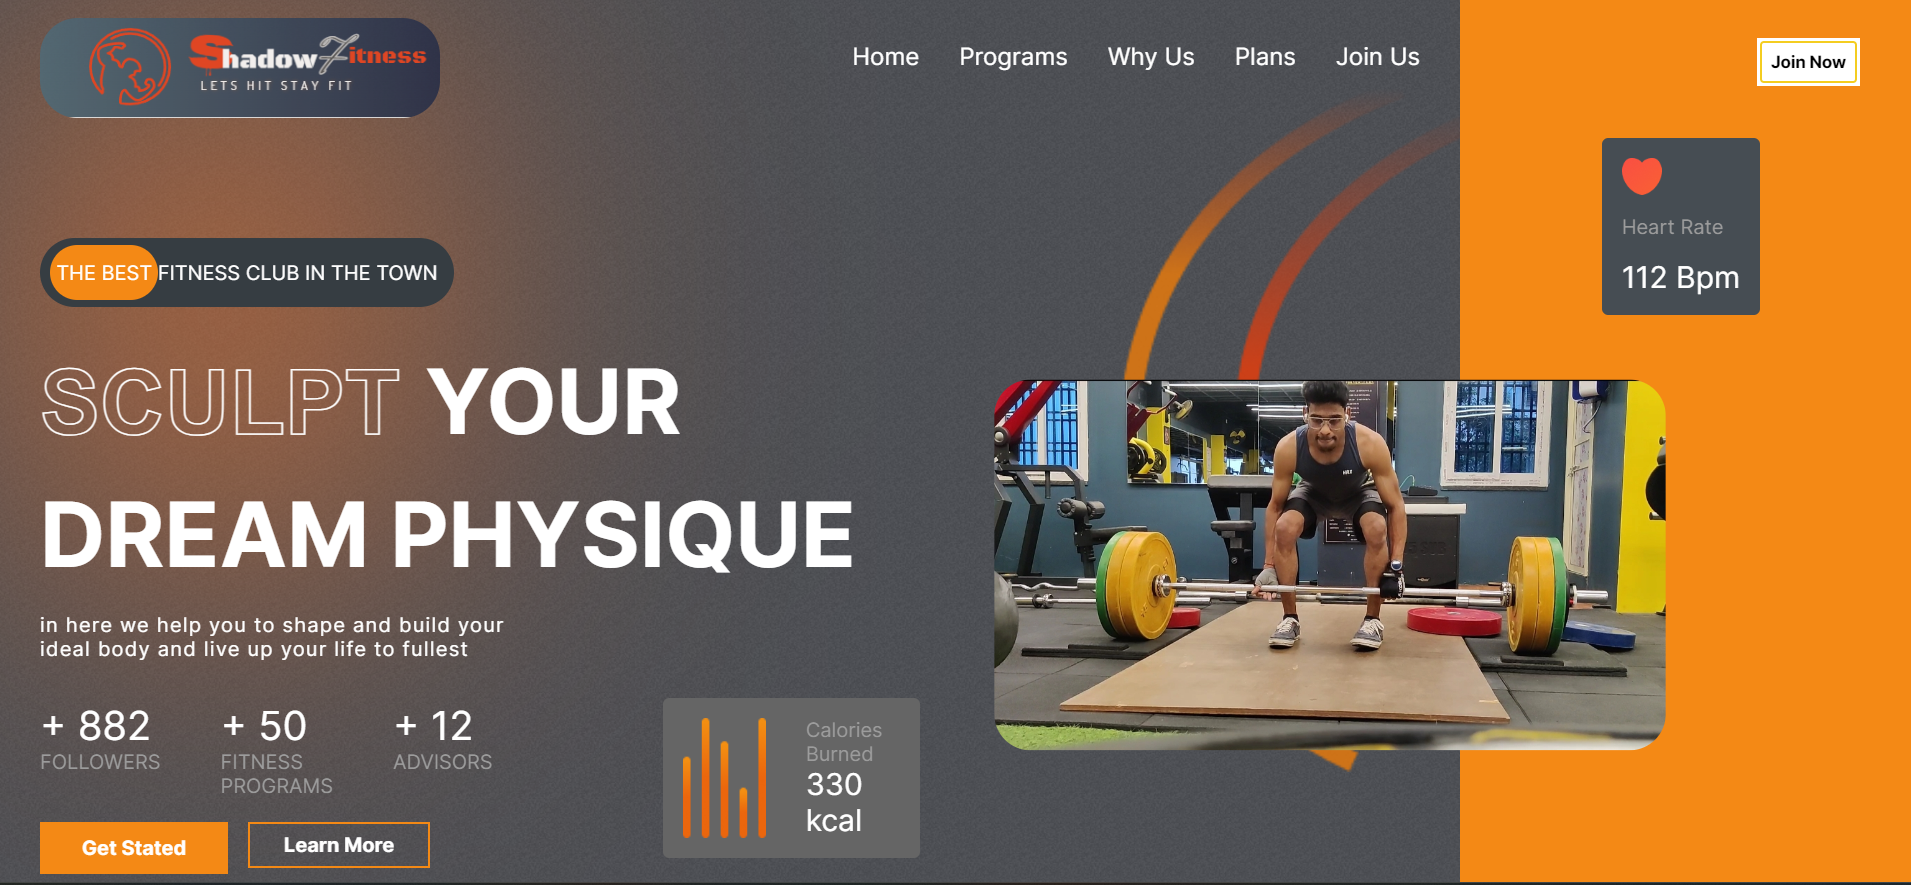 ShadowFitness
LETS HIT STAY FIT
Home Programs Why Us Plans Join Us
Join Now
Heart Rate
112 Bpm
THE BEST FITNESS CLUB IN THE TOWN
SCULPT YOUR
DREAM PHYSIQUE
in here we help you to shape and build your
ideal body and live up your life to fullest
+ 882
FOLLOWERS
+ 50
FITNESS
PROGRAMS
+ 12
ADVISORS
Calories
Burned
330
kcal
Get Stated
Learn More